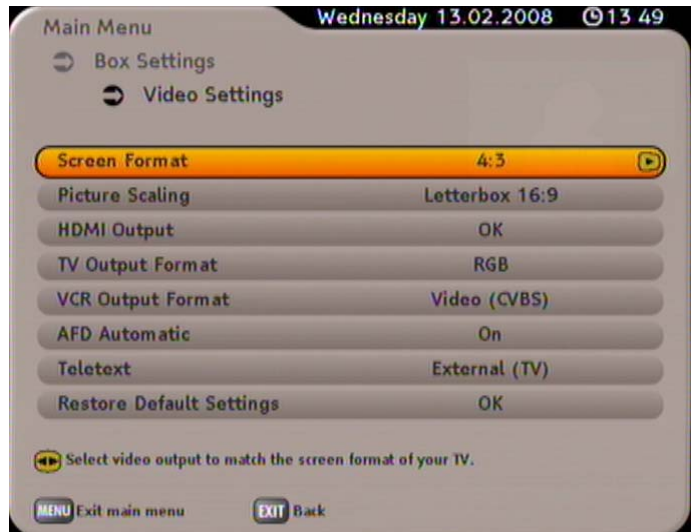 Main Menu
Wednesday 13.02.2008 13 49
Box Settings
Video Settings
Screen Format 4:3
Picture Scaling Letterbox 16:9
HDMI Output OK
TV Output Format RGB
VCR Output Format Video (CVBS)
AFD Automatic On
Teletext External (TV)
Restore Default Settings OK
Select video output to match the screen format of your TV.
MENU Exit main menu EXIT Back